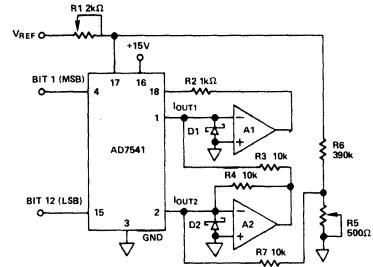 R1 2kΩ
VREF
+15V
17 16
BIT 1 (MSB)
4
18
R2 1kΩ
1
IOUT1
D1
A1
AD7541
R3 10k
R4 10k
R6
390k
BIT 12 (LSB)
15
2
IOUT2
D2
A2
R5
500Ω
3
GND
R7 10k